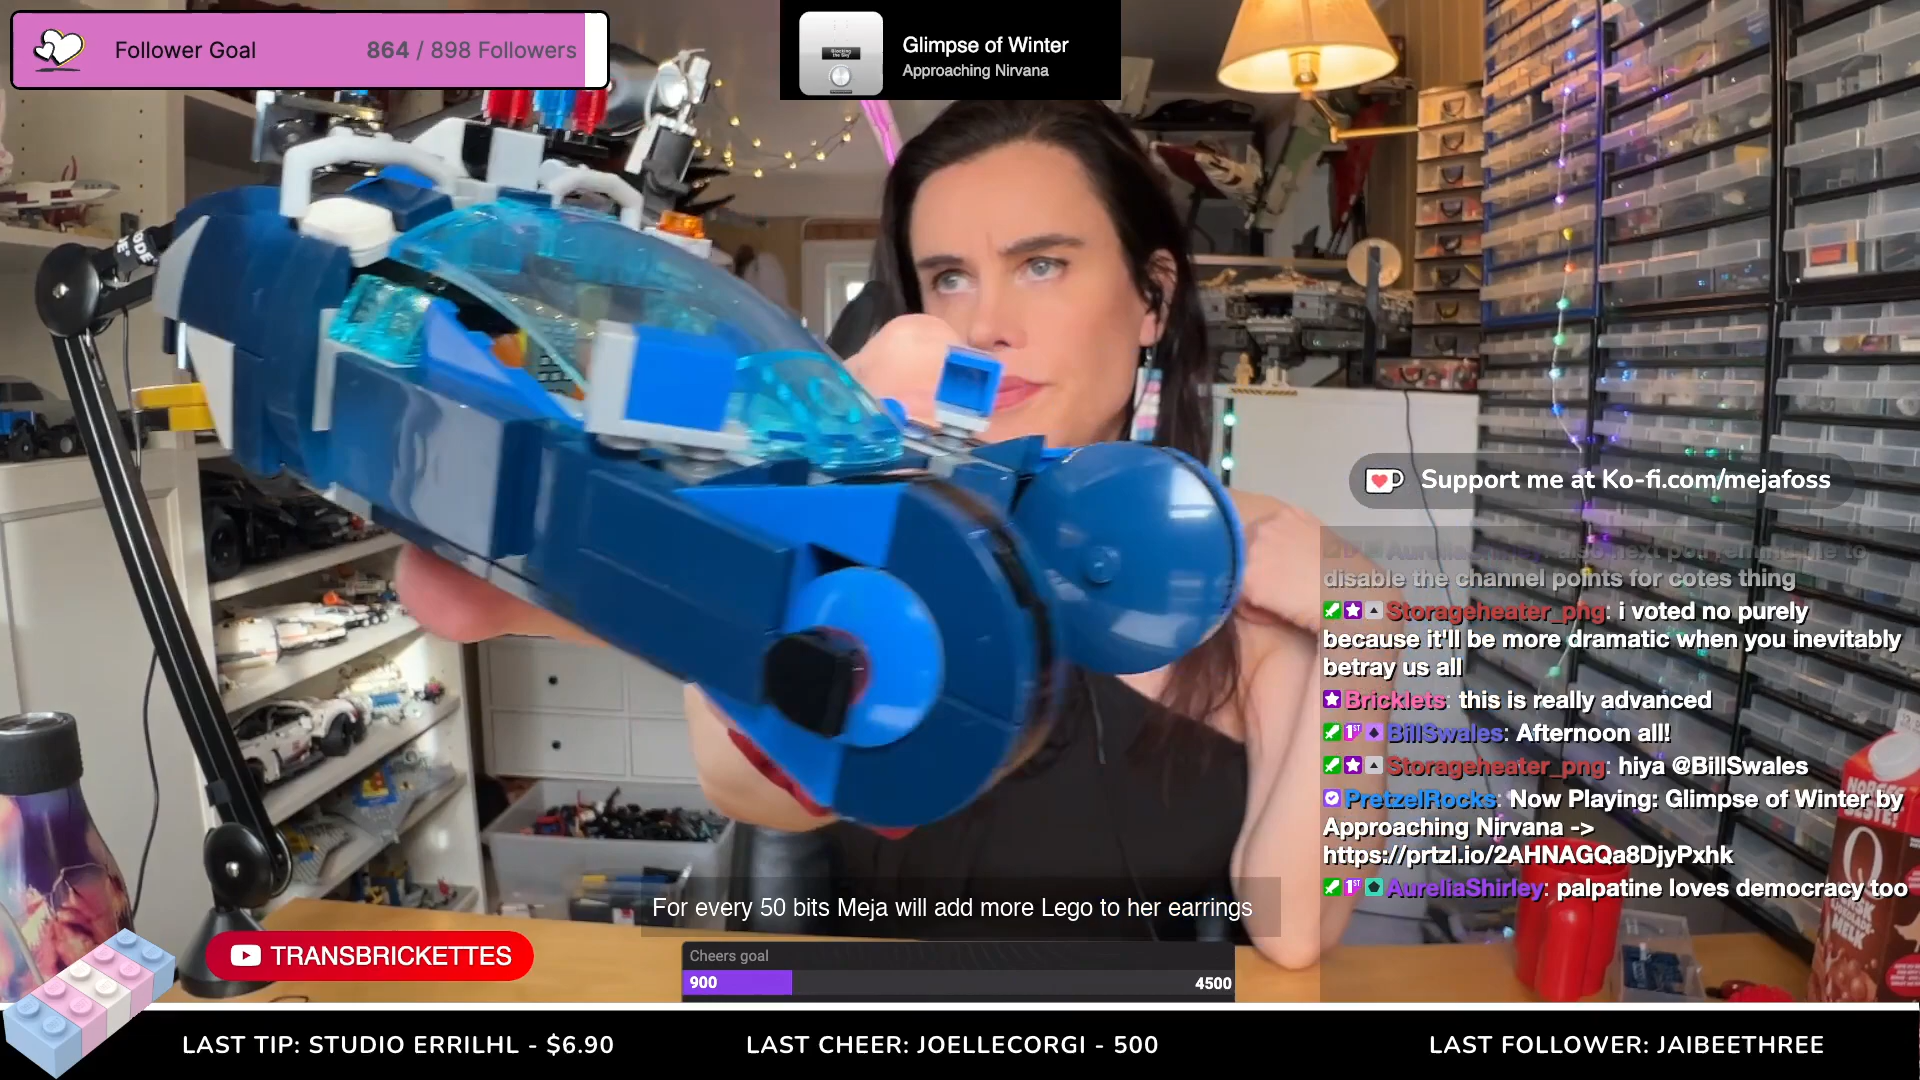 Follower Goal
864 / 898 Followers
Glimpse of Winter
Approaching Nirvana
Support me at Ko-fi.com/mejafoss
disable the channel points for cotes thing
Storageheater_png: i voted no purely
because it'll be more dramatic when you inevitably
betray us all
Bricklets: this is really advanced
BillSwales: Afternoon all!
Storageheater_png: hiya @BillSwales
PretzelRocks: Now Playing: Glimpse of Winter by
Approaching Nirvana ->
https://prtzl.io/2AHNAGQa8DjyPxhk
AureliaShirley: palpatine loves democracy too
For every 50 bits Meja will add more Lego to her earrings
Cheers goal
900
4500
TRANSBRICKETTES
LAST TIP: STUDIO ERRILHL - $6.90
LAST CHEER: JOELLECORGI - 500
LAST FOLLOWER: JAIBEETHREE